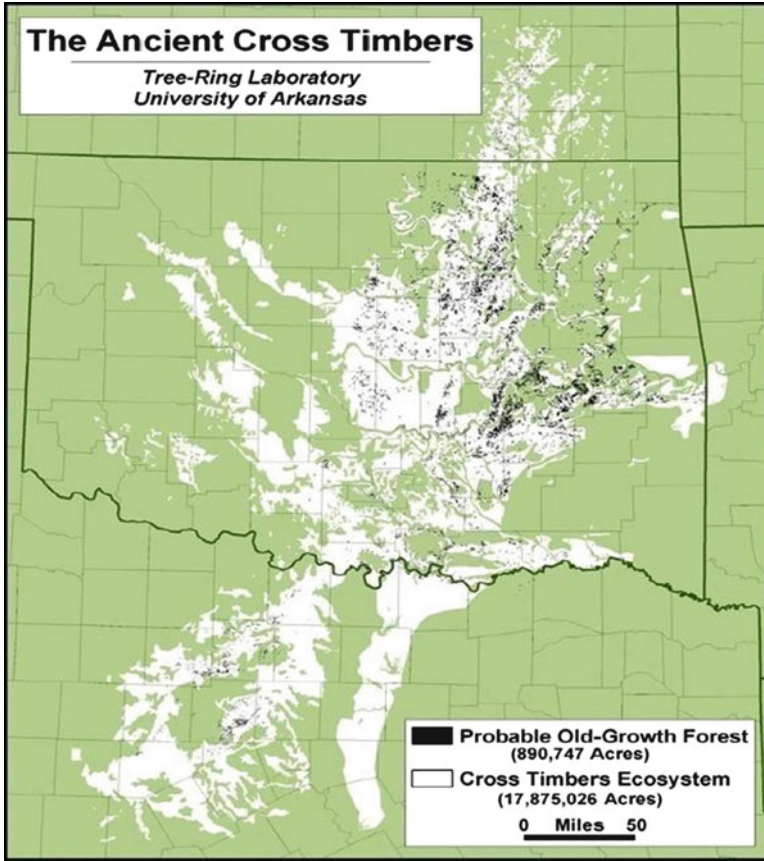 The Ancient Cross Timbers
Tree-Ring Laboratory
University of Arkansas
Probable Old-Growth Forest
(890,747 Acres)
Cross Timbers Ecosystem
(17,875,026 Acres)
0 Miles 50